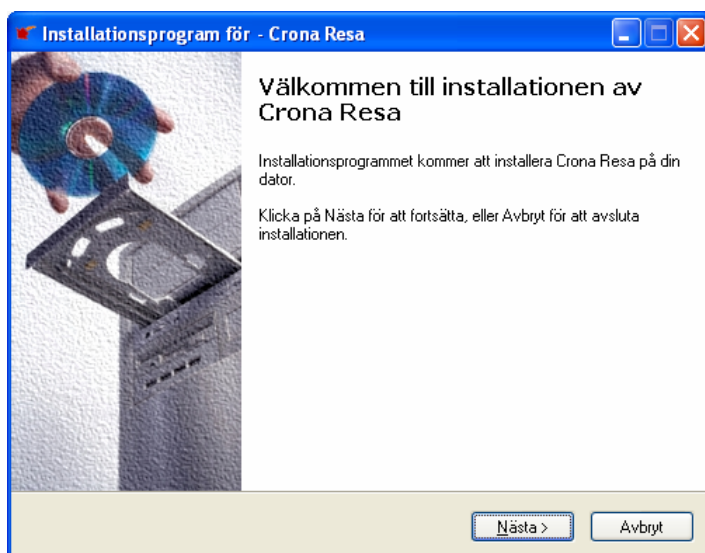 Installationsprogram för - Crona Resa
Välkommen till installationen av
Crona Resa
Installationsprogrammet kommer att installera Crona Resa på din
dator.
Klicka på Nästa för att fortsätta, eller Avbryt för att avsluta
installationen.
Nästa >
Avbryt